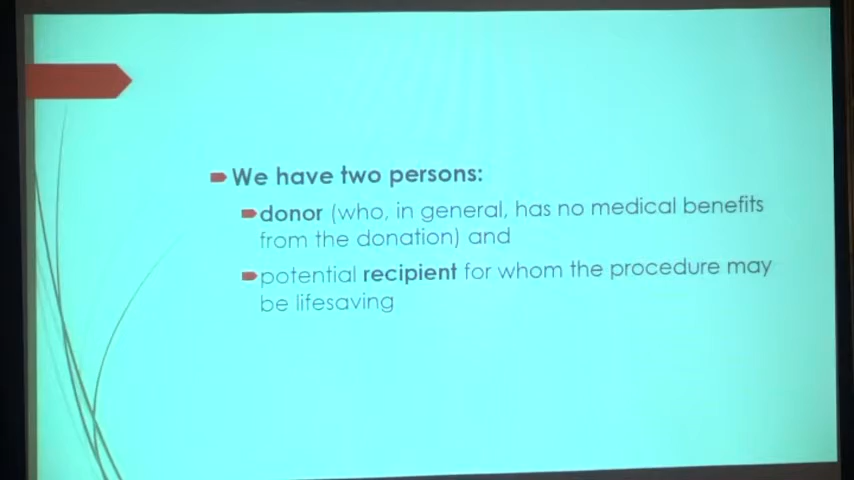 We have two persons:
donor (who, in general, has no medical benefits
from the donation) and
potential recipient for whom the procedure may
be lifesaving